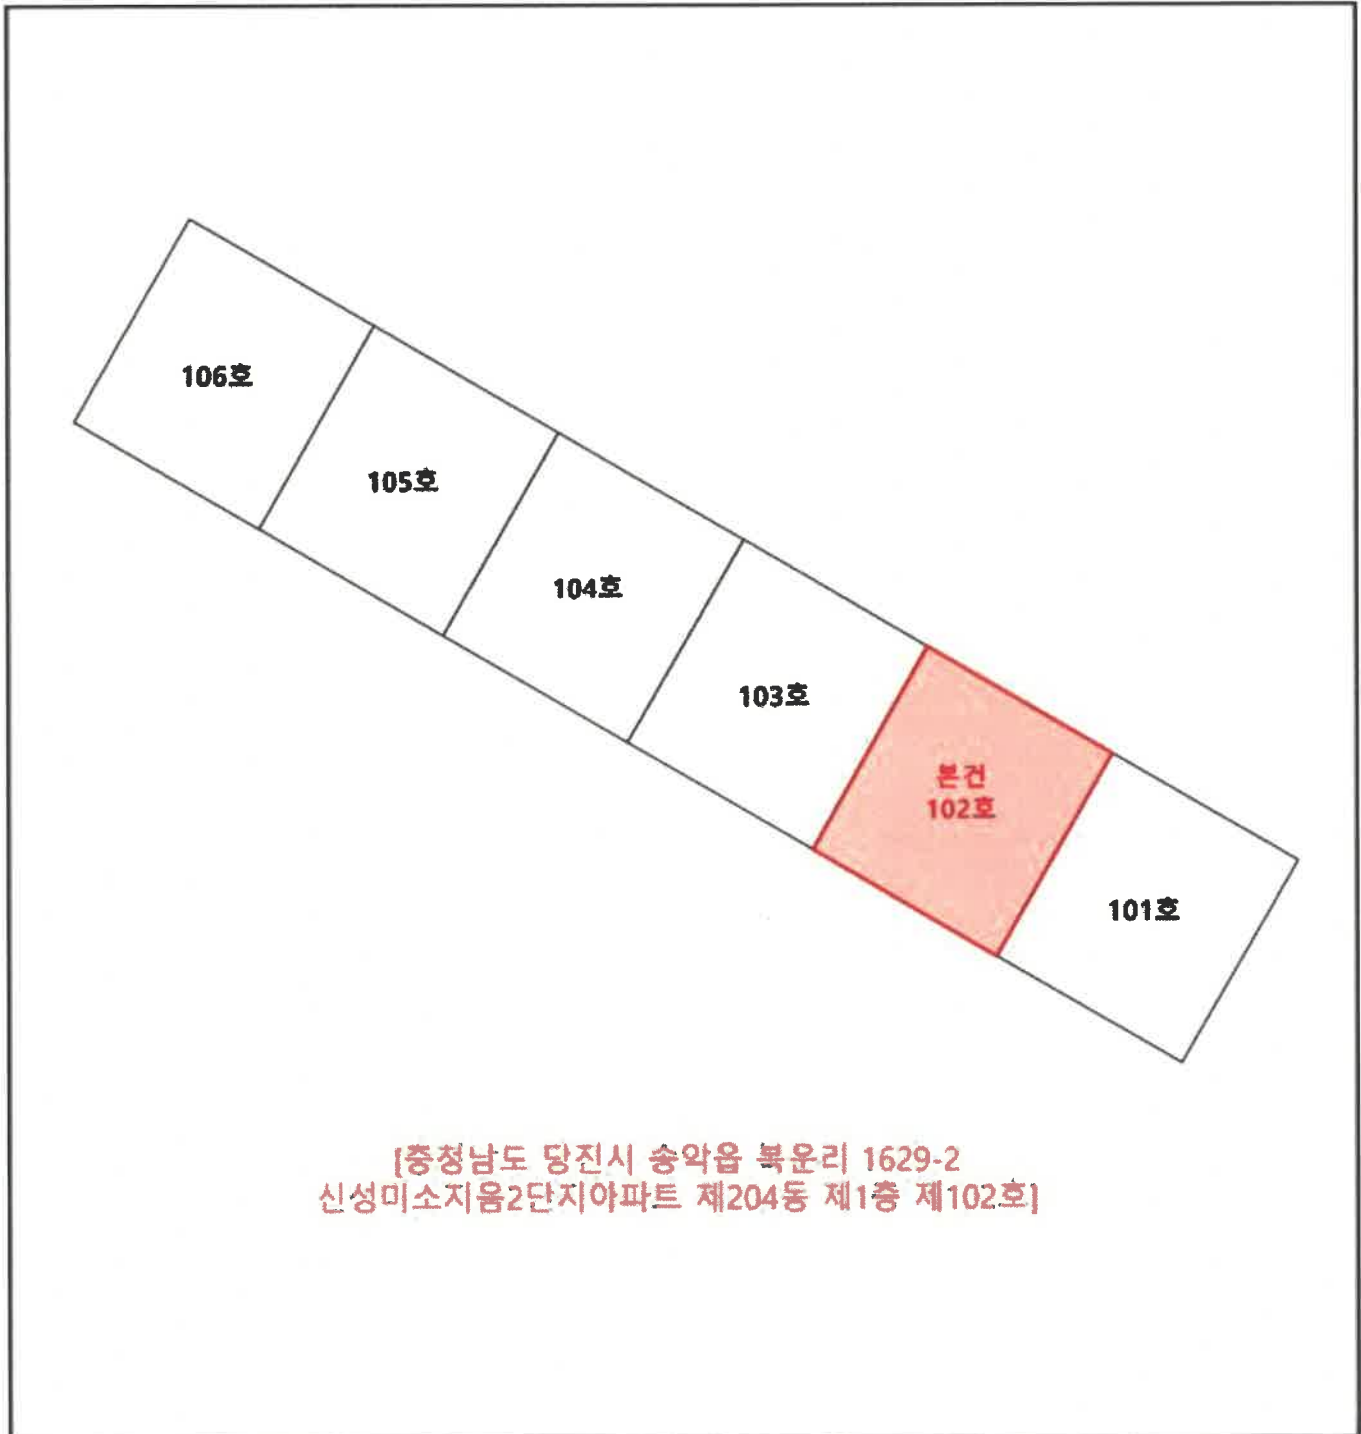 106호
105호
104호
103호
본건
102호
101호
[충청남도 당진시 송악읍 복운리 1629-2
신성미소지움2단지아파트 제204동 제1층 제102호]